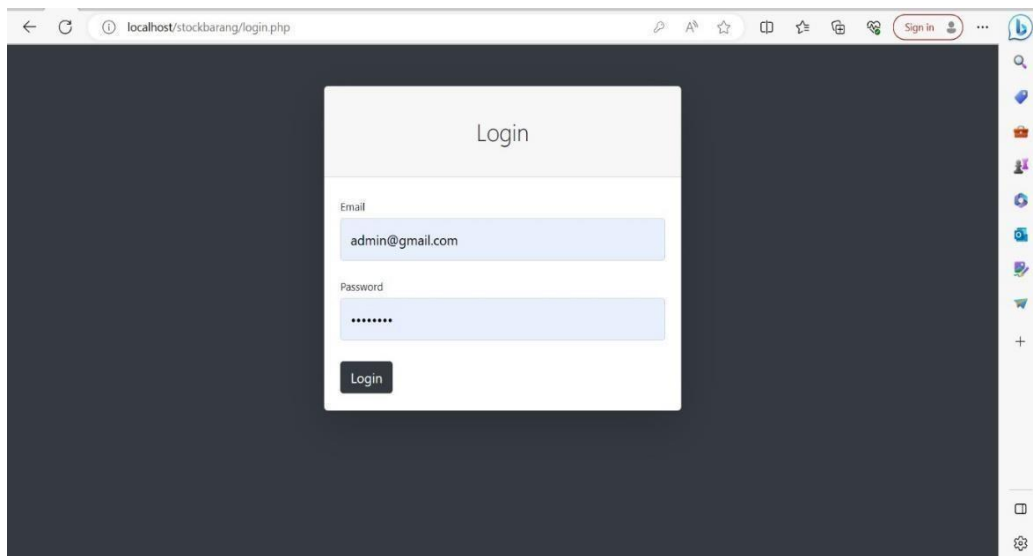 localhost/stockbarang/login.php
Sign in
Login
Email
admin@gmail.com
Password
••••••••
Login